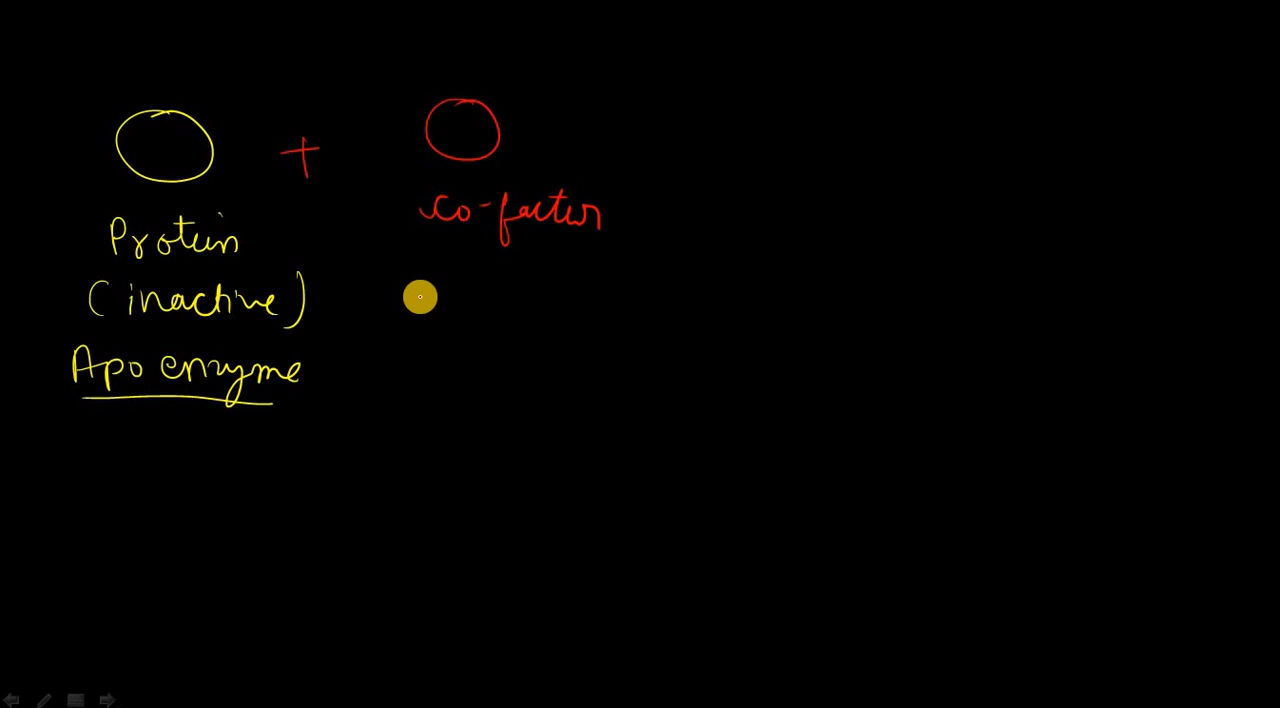 +
co-factor
Protein
(inactive)
Apo enzyme